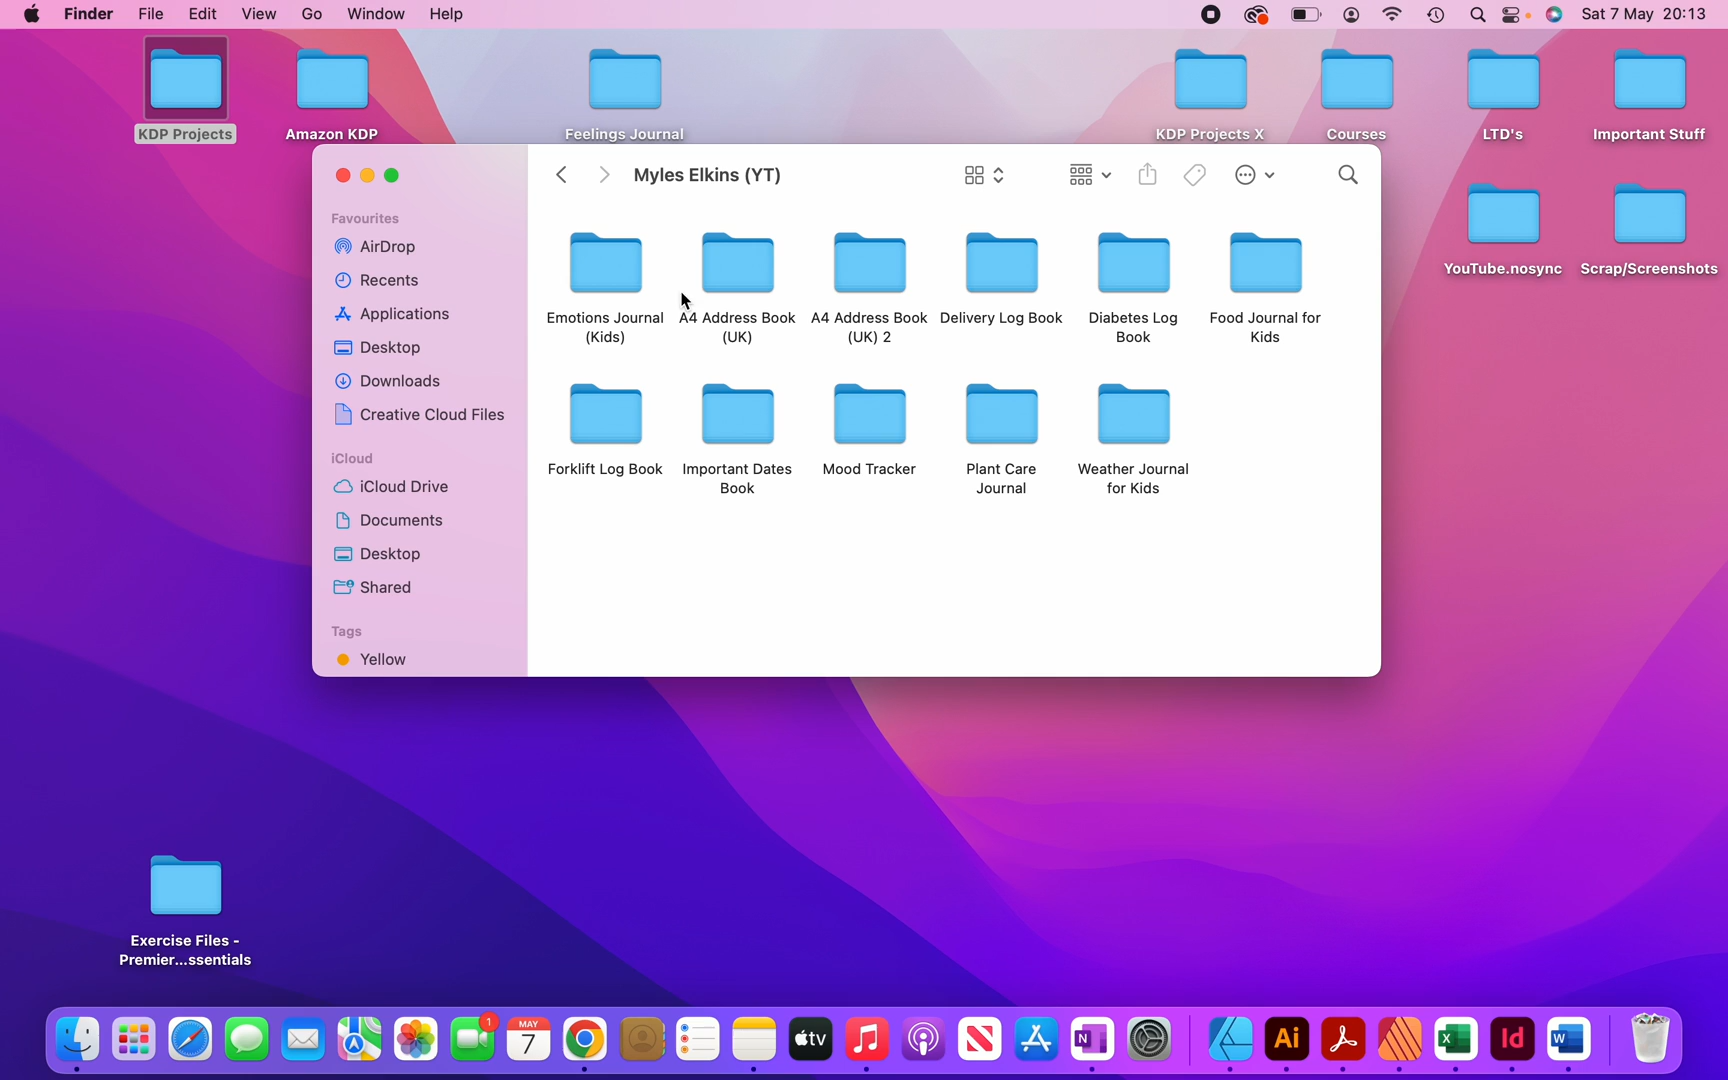 Finder File Edit View Go Window Help Sat 7 May 20:13
KDP Projects
Amazon KDP
Feelings Journal
KDP Projects X
Courses
LTD's
Important Stuff
YouTube.nosync
Scrap/Screenshots
Myles Elkins (YT)
Favourites
AirDrop
Recents
Applications
Desktop
Downloads
Creative Cloud Files
iCloud
iCloud Drive
Documents
Desktop
Shared
Tags
Yellow
Emotions Journal
(Kids)
A4 Address Book
(UK)
A4 Address Book
(UK) 2
Delivery Log Book
Diabetes Log
Book
Food Journal for
Kids
Forklift Log Book
Important Dates
Book
Mood Tracker
Plant Care
Journal
Weather Journal
for Kids
Exercise Files -
Premier...ssentials
1
MAY
7
tv
N
Ai
X
Id
W